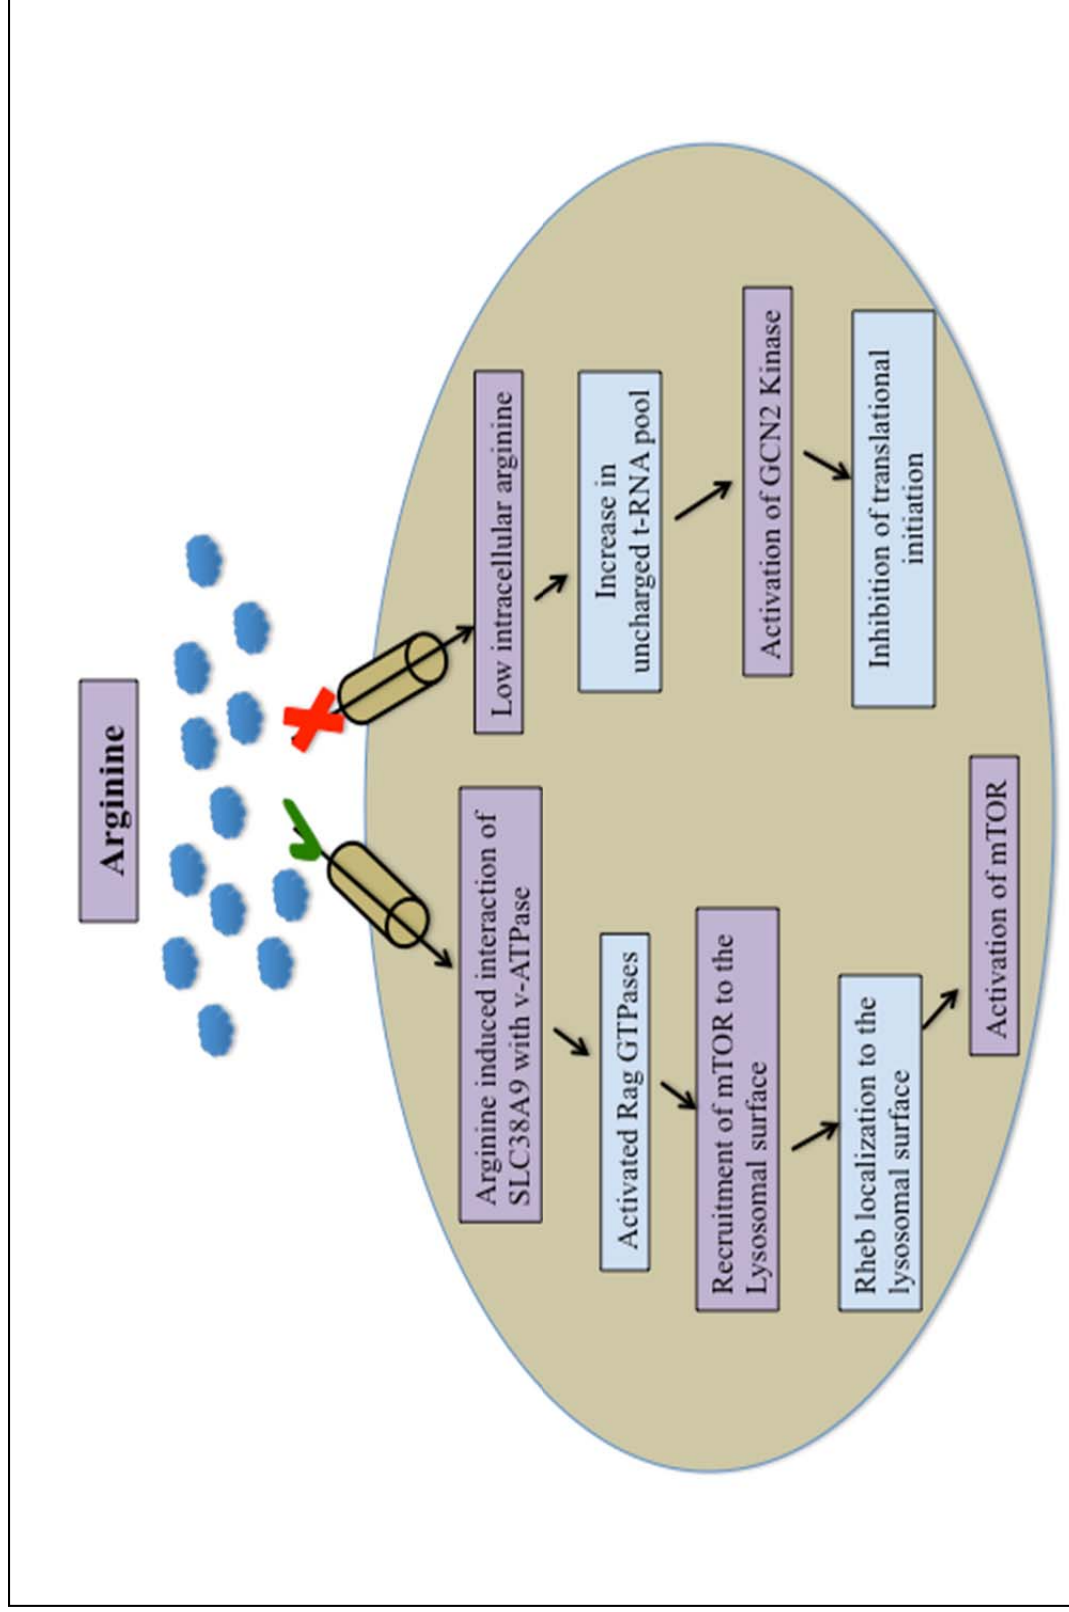 Arginine
Arginine induced interaction of
SLC38A9 with v-ATPase
Activated Rag GTPases
Recruitment of mTOR to the
Lysosomal surface
Rheb localization to the
lysosomal surface
Activation of mTOR
Low intracellular arginine
Increase in
uncharged t-RNA pool
Activation of GCN2 Kinase
Inhibition of translational
initiation